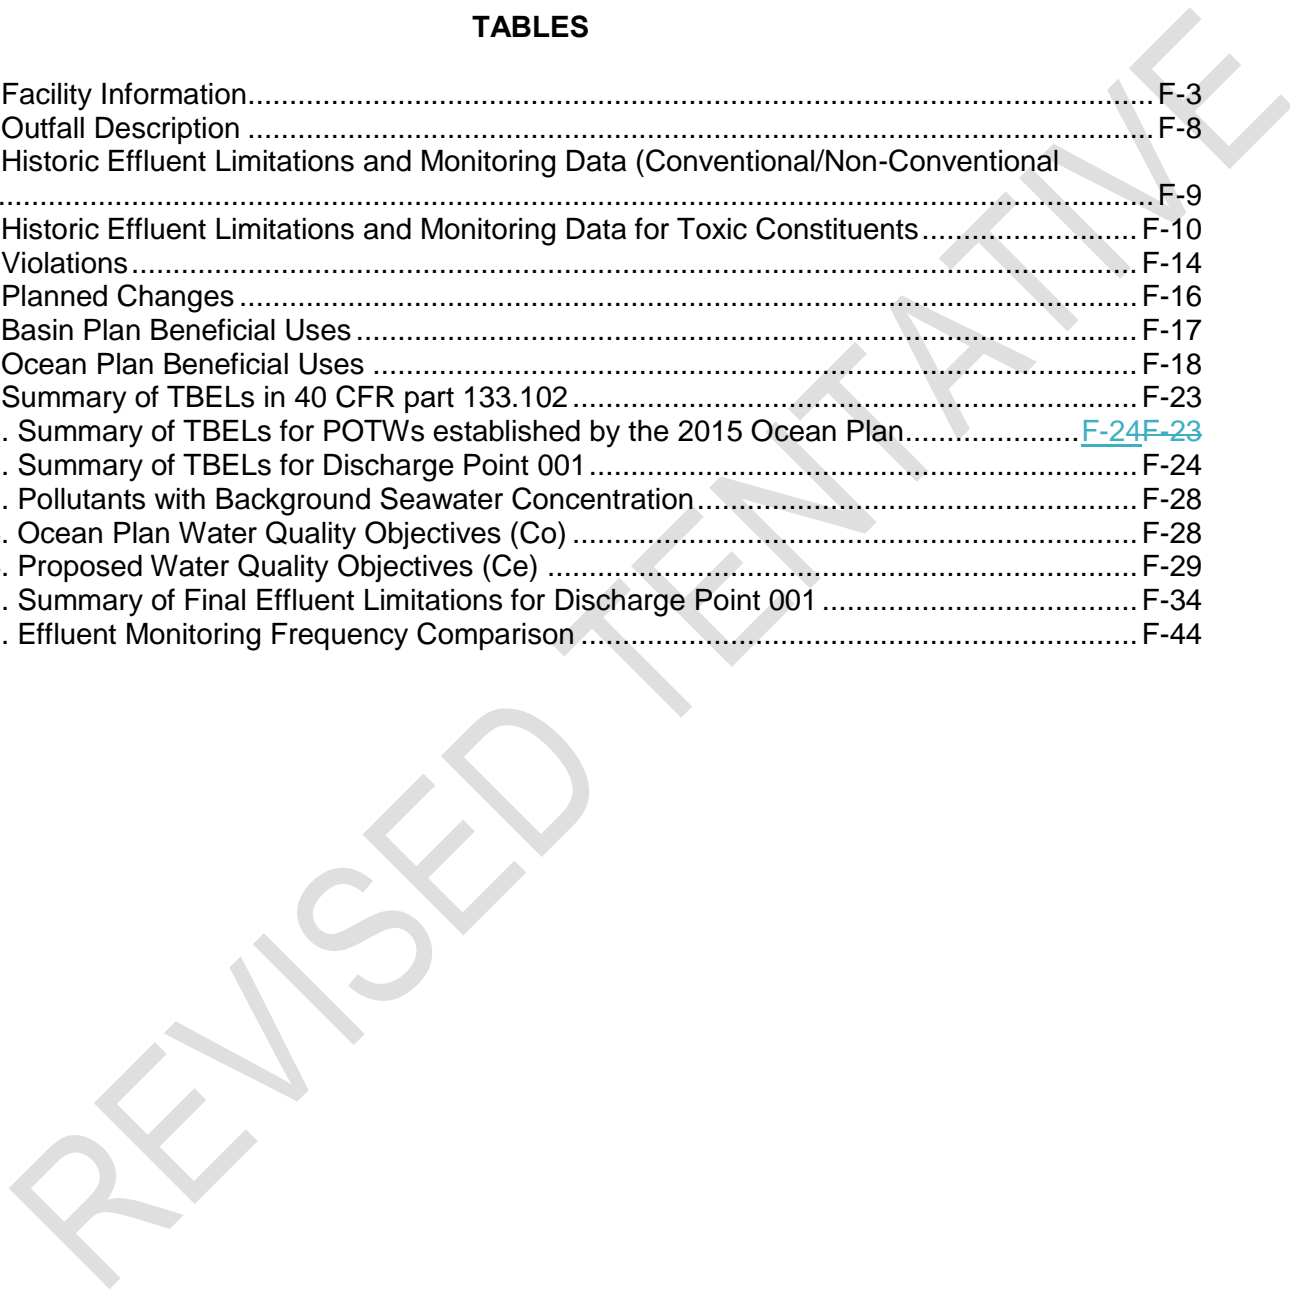 TABLES
Facility Information.............................................................................................................. F-3
Outfall Description .............................................................................................................. F-8
Historic Effluent Limitations and Monitoring Data (Conventional/Non-Conventional
.............................................................................................................................................. F-9
Historic Effluent Limitations and Monitoring Data for Toxic Constituents.......................... F-10
Violations.......................................................................................................................... F-14
Planned Changes ............................................................................................................. F-16
Basin Plan Beneficial Uses............................................................................................... F-17
Ocean Plan Beneficial Uses ............................................................................................. F-18
Summary of TBELs in 40 CFR part 133.102..................................................................... F-23
. Summary of TBELs for POTWs established by the 2015 Ocean Plan.....................F-24F-23
. Summary of TBELs for Discharge Point 001................................................................... F-24
. Pollutants with Background Seawater Concentration...................................................... F-28
. Ocean Plan Water Quality Objectives (Co) ..................................................................... F-28
. Proposed Water Quality Objectives (Ce) ........................................................................ F-29
. Summary of Final Effluent Limitations for Discharge Point 001 ...................................... F-34
. Effluent Monitoring Frequency Comparison .................................................................... F-44
REVISED TENTATIVE